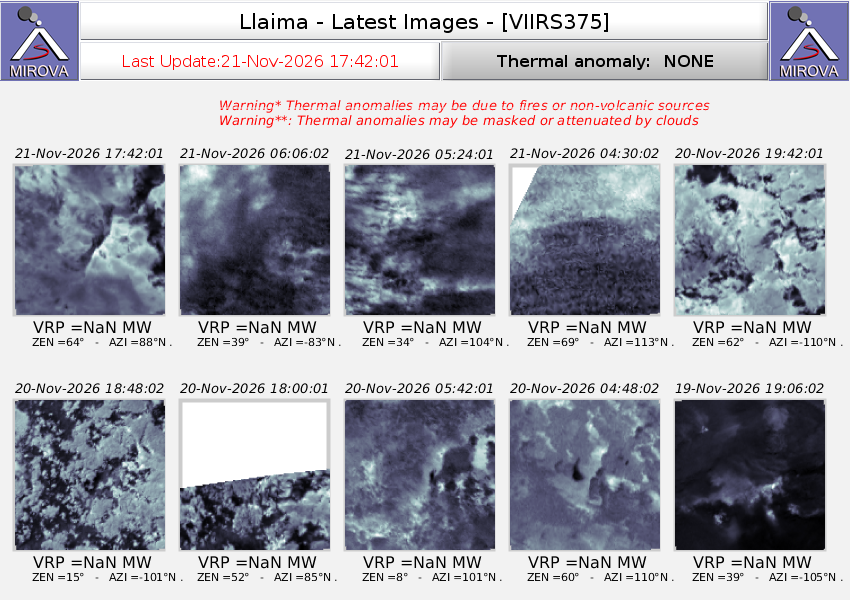 Llaima - Latest Images - [VIIRS375]
MIROVA
Last Update:21-Nov-2026 17:42:01
Thermal anomaly: NONE
MIROVA
Warning* Thermal anomalies may be due to fires or non-volcanic sources
Warning**: Thermal anomalies may be masked or attenuated by clouds
21-Nov-2026 17:42:01 21-Nov-2026 06:06:02 21-Nov-2026 05:24:01 21-Nov-2026 04:30:02 20-Nov-2026 19:42:01
VRP =NaN MW VRP =NaN MW VRP =NaN MW VRP =NaN MW VRP =NaN MW
ZEN =64° - AZI =88°N . ZEN =39° - AZI =-83°N . ZEN =34° - AZI =104°N . ZEN =69° - AZI =113°N . ZEN =62° - AZI =-110°N .
20-Nov-2026 18:48:02 20-Nov-2026 18:00:01 20-Nov-2026 05:42:01 20-Nov-2026 04:48:02 19-Nov-2026 19:06:02
VRP =NaN MW VRP =NaN MW VRP =NaN MW VRP =NaN MW VRP =NaN MW
ZEN =15° - AZI =-101°N . ZEN =52° - AZI =85°N . ZEN =8° - AZI =101°N . ZEN =60° - AZI =110°N . ZEN =39° - AZI =-105°N .